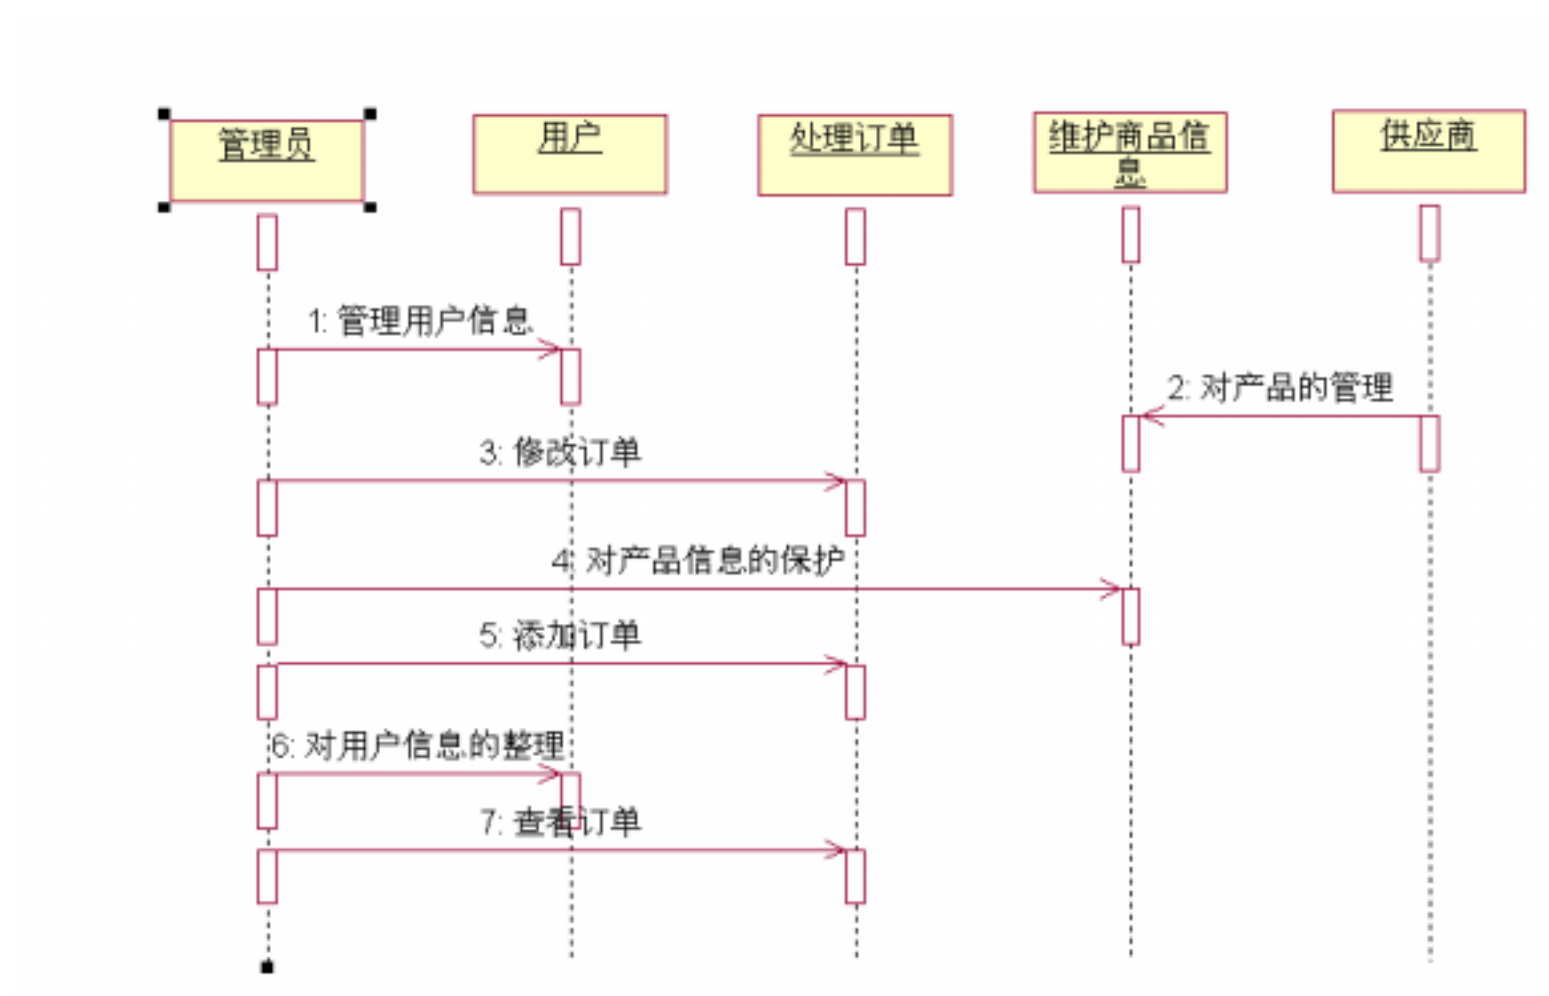 管理员
用户
处理订单
维护商品信
息
供应商
1: 管理用户信息
2: 对产品的管理
3: 修改订单
4: 对产品信息的保护
5: 添加订单
6: 对用户信息的整理
7: 查看订单